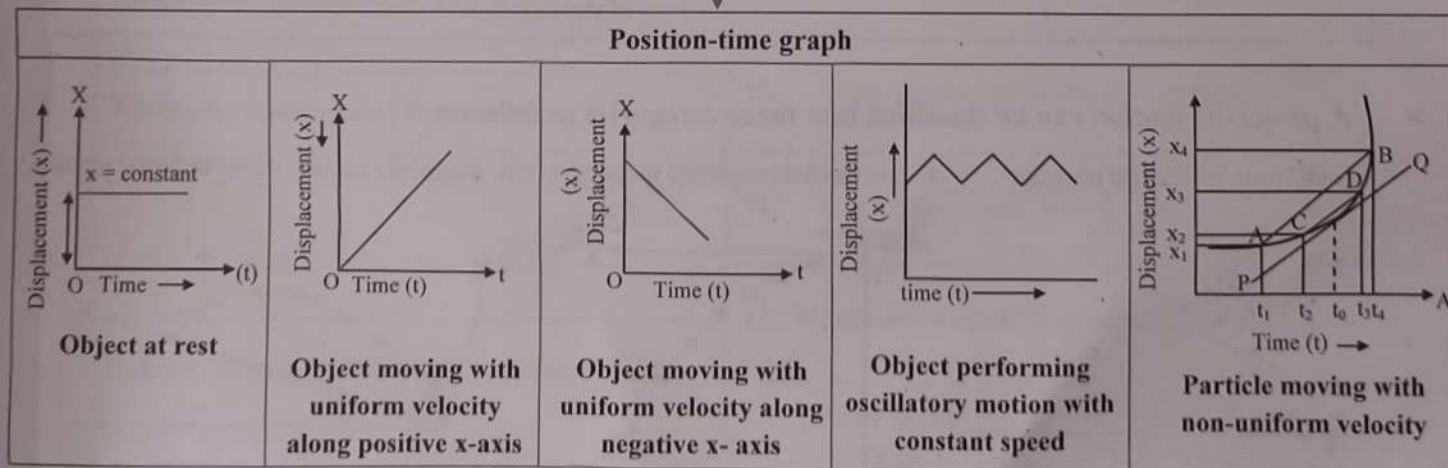 Position-time graph
X
Displacement (x)
x = constant
O Time
(t)
Object at rest
X
Displacement (x)
O Time (t)
t
Object moving with
uniform velocity
along positive x-axis
X
Displacement
(x)
O
Time (t)
t
Object moving with
uniform velocity along
negative x- axis
Displacement
(x)
time (t)
Object performing
oscillatory motion with
constant speed
Displacement (x)
x₄
x₃
x₂
x₁
A
C
D
B
Q
P
t₁ t₂ t₀ t₃ t₄
A
Time (t)
Particle moving with
non-uniform velocity